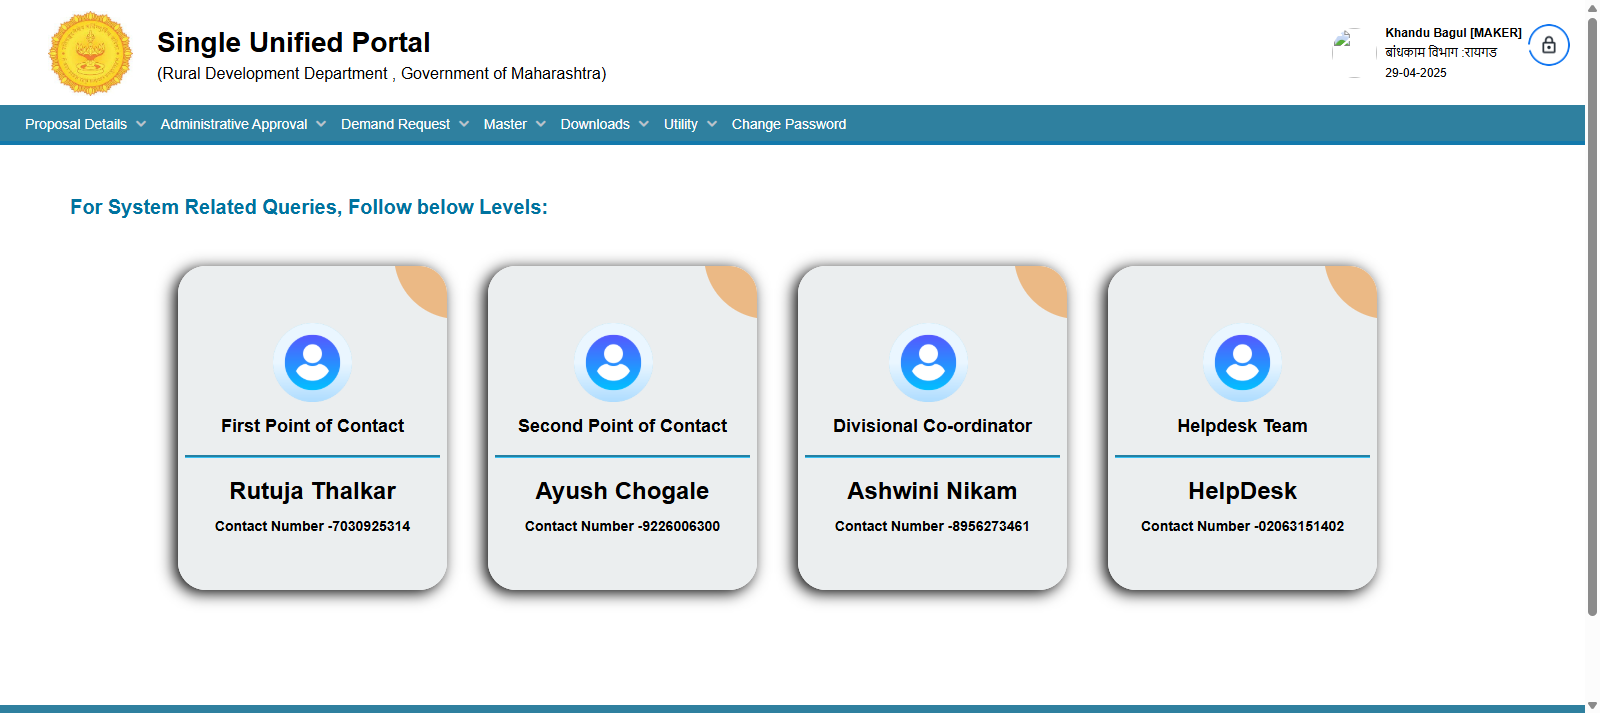 Single Unified Portal
(Rural Development Department , Government of Maharashtra)
Khandu Bagul [MAKER]
बांधकाम विभाग :रायगड
29-04-2025
Proposal Details Administrative Approval Demand Request Master Downloads Utility Change Password
For System Related Queries, Follow below Levels:
First Point of Contact
Rutuja Thalkar
Contact Number -7030925314
Second Point of Contact
Ayush Chogale
Contact Number -9226006300
Divisional Co-ordinator
Ashwini Nikam
Contact Number -8956273461
Helpdesk Team
HelpDesk
Contact Number -02063151402